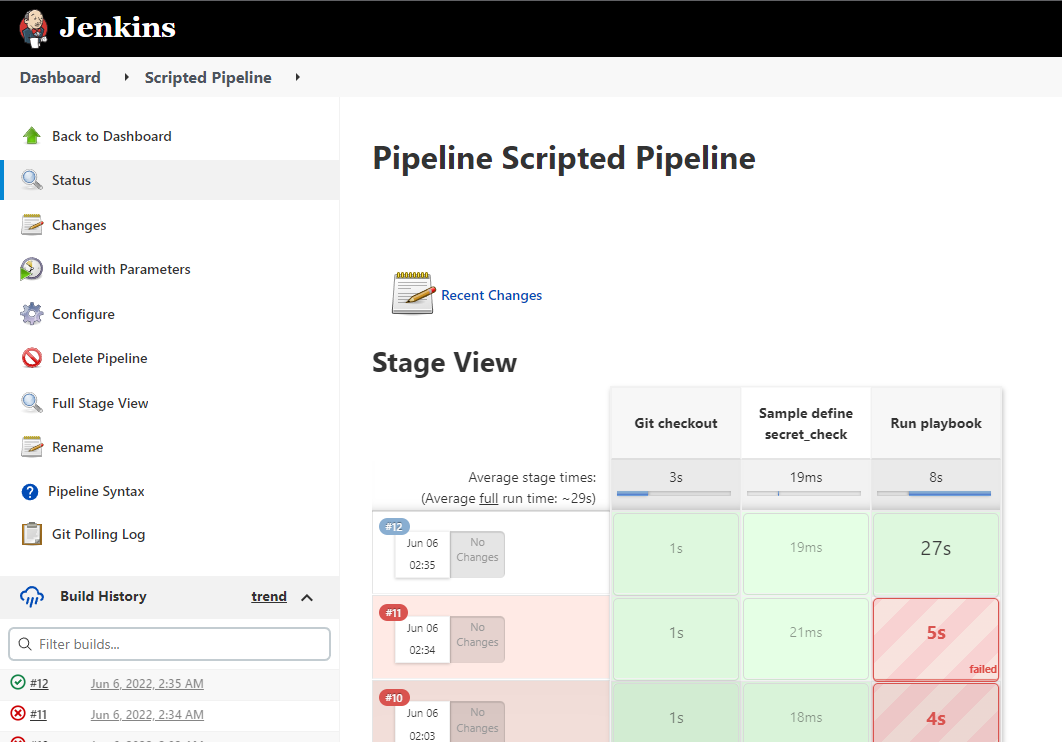 Jenkins
Dashboard
Scripted Pipeline
Back to Dashboard
Status
Changes
Build with Parameters
Configure
Delete Pipeline
Full Stage View
Rename
Pipeline Syntax
Git Polling Log
Build History
trend
Filter builds...
#12
Jun 6, 2022, 2:35 AM
#11
Jun 6, 2022, 2:34 AM
Pipeline Scripted Pipeline
Recent Changes
Stage View
Git checkout
Sample define
secret_check
Run playbook
Average stage times:
(Average full run time: ~29s)
3s
19ms
8s
#12
Jun 06
02:35
No
Changes
1s
19ms
27s
#11
Jun 06
02:34
No
Changes
1s
21ms
5s
failed
#10
Jun 06
02:03
No
Changes
1s
18ms
4s